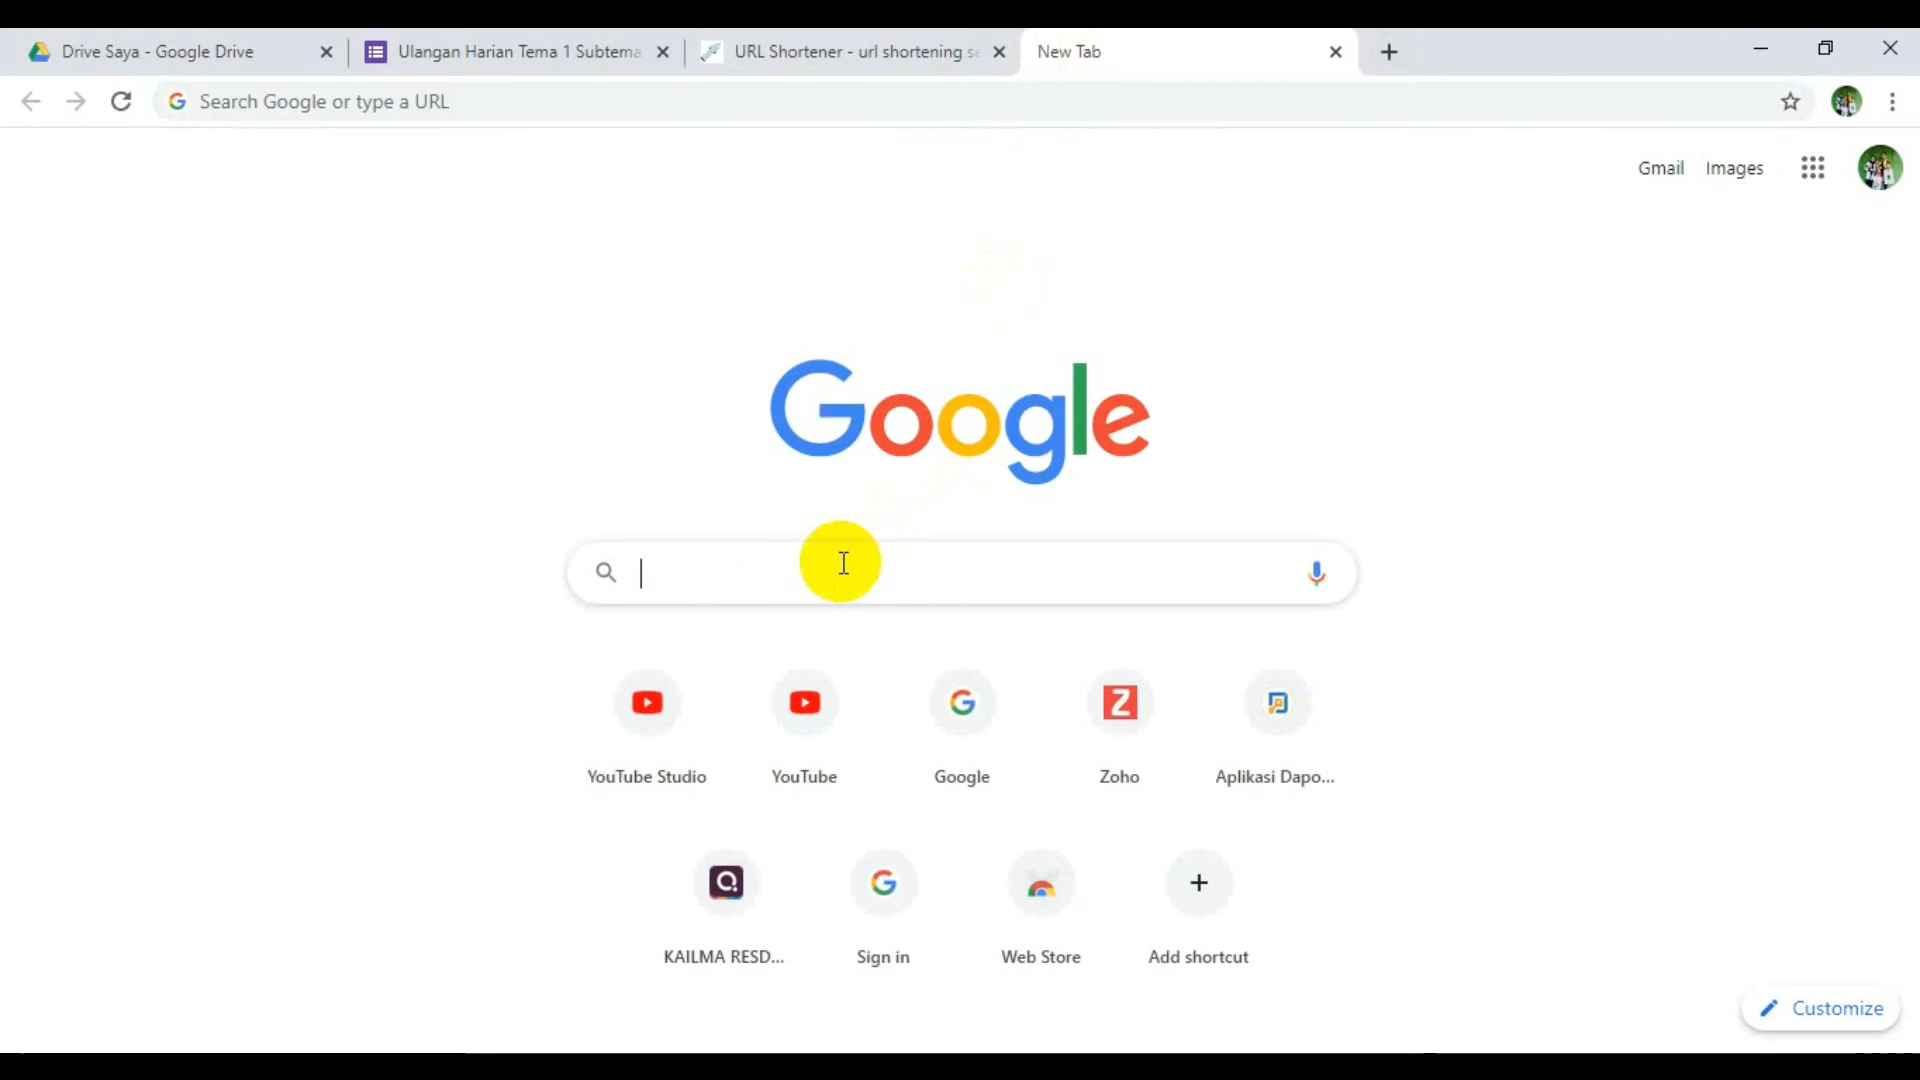 Drive Saya - Google Drive
Ulangan Harian Tema 1 Subtema
URL Shortener - url shortening se
New Tab
Search Google or type a URL
Gmail
Images
Google
YouTube Studio
YouTube
Google
Zoho
Aplikasi Dapo...
KAILMA RESD...
Sign in
Web Store
Add shortcut
Customize